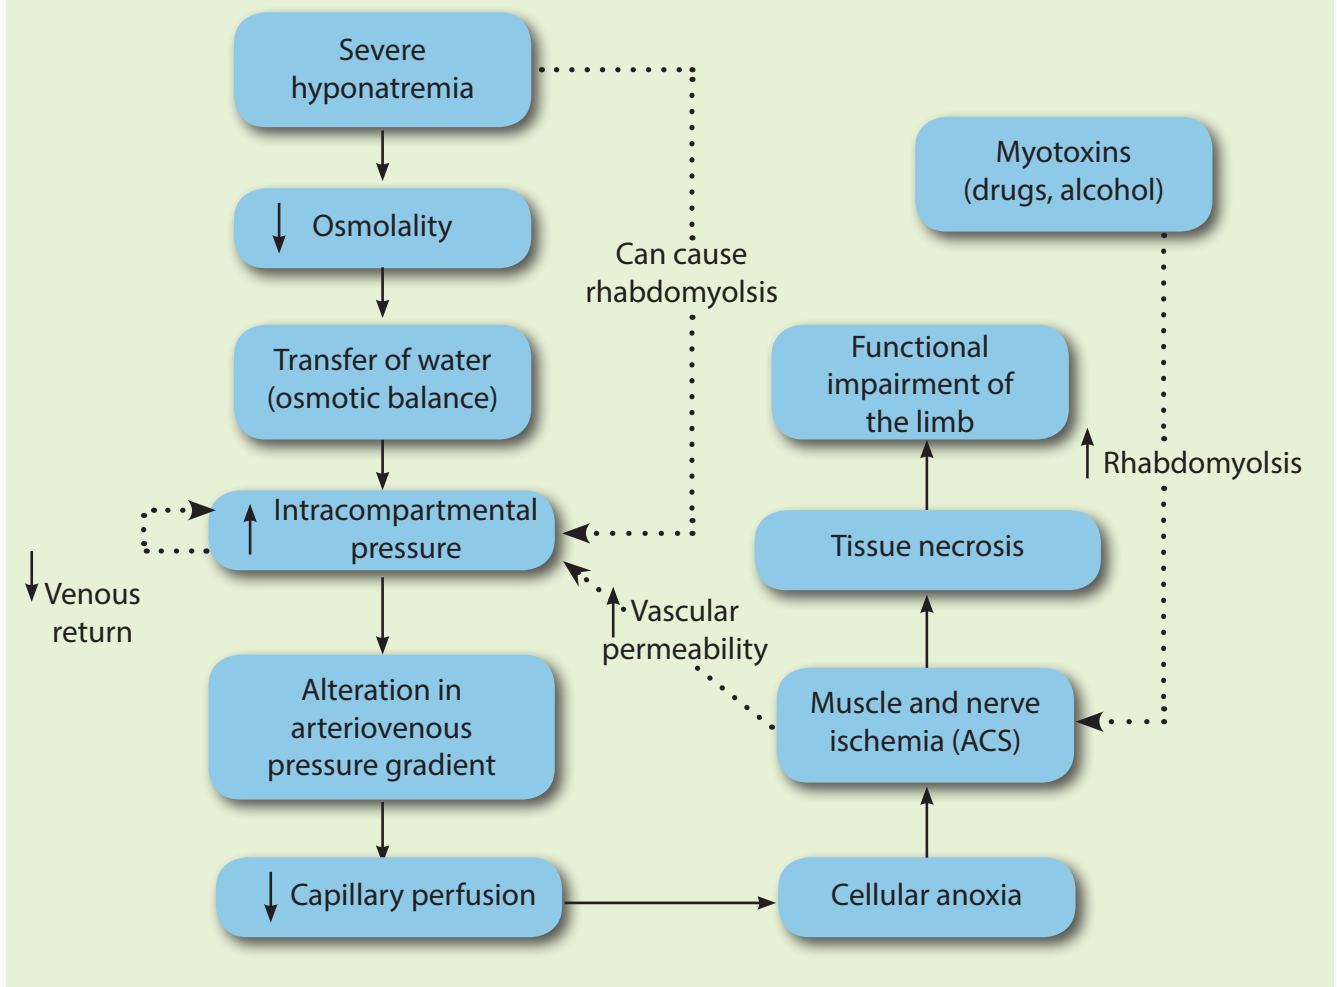 Severe
hyponatremia
Osmolality
Transfer of water
(osmotic balance)
Intracompartmental
pressure
Venous
return
Alteration in
arteriovenous
pressure gradient
Capillary perfusion
Can cause
rhabdomyolsis
Vascular
permeability
Cellular anoxia
Muscle and nerve
ischemia (ACS)
Tissue necrosis
Functional
impairment of
the limb
Myotoxins
(drugs, alcohol)
Rhabdomyolsis